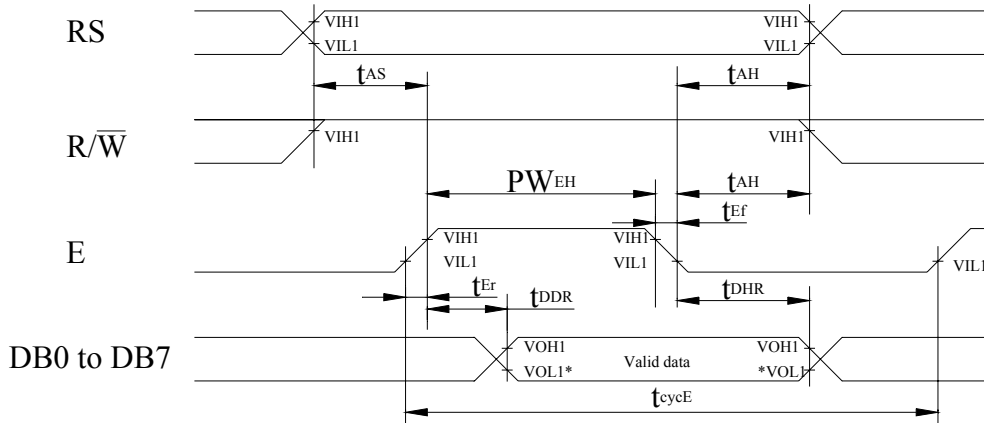 RS VIH1 VIL1 VIH1 VIL1
tAS tAH
R/W̅ VIH1 VIH1
PWEH tAH
tEf
E VIH1 VIL1 VIH1 VIL1 VIL1
tEr tDDR tDHR
DB0 to DB7 VOH1 VOL1* Valid data VOH1 *VOL1
tcycE